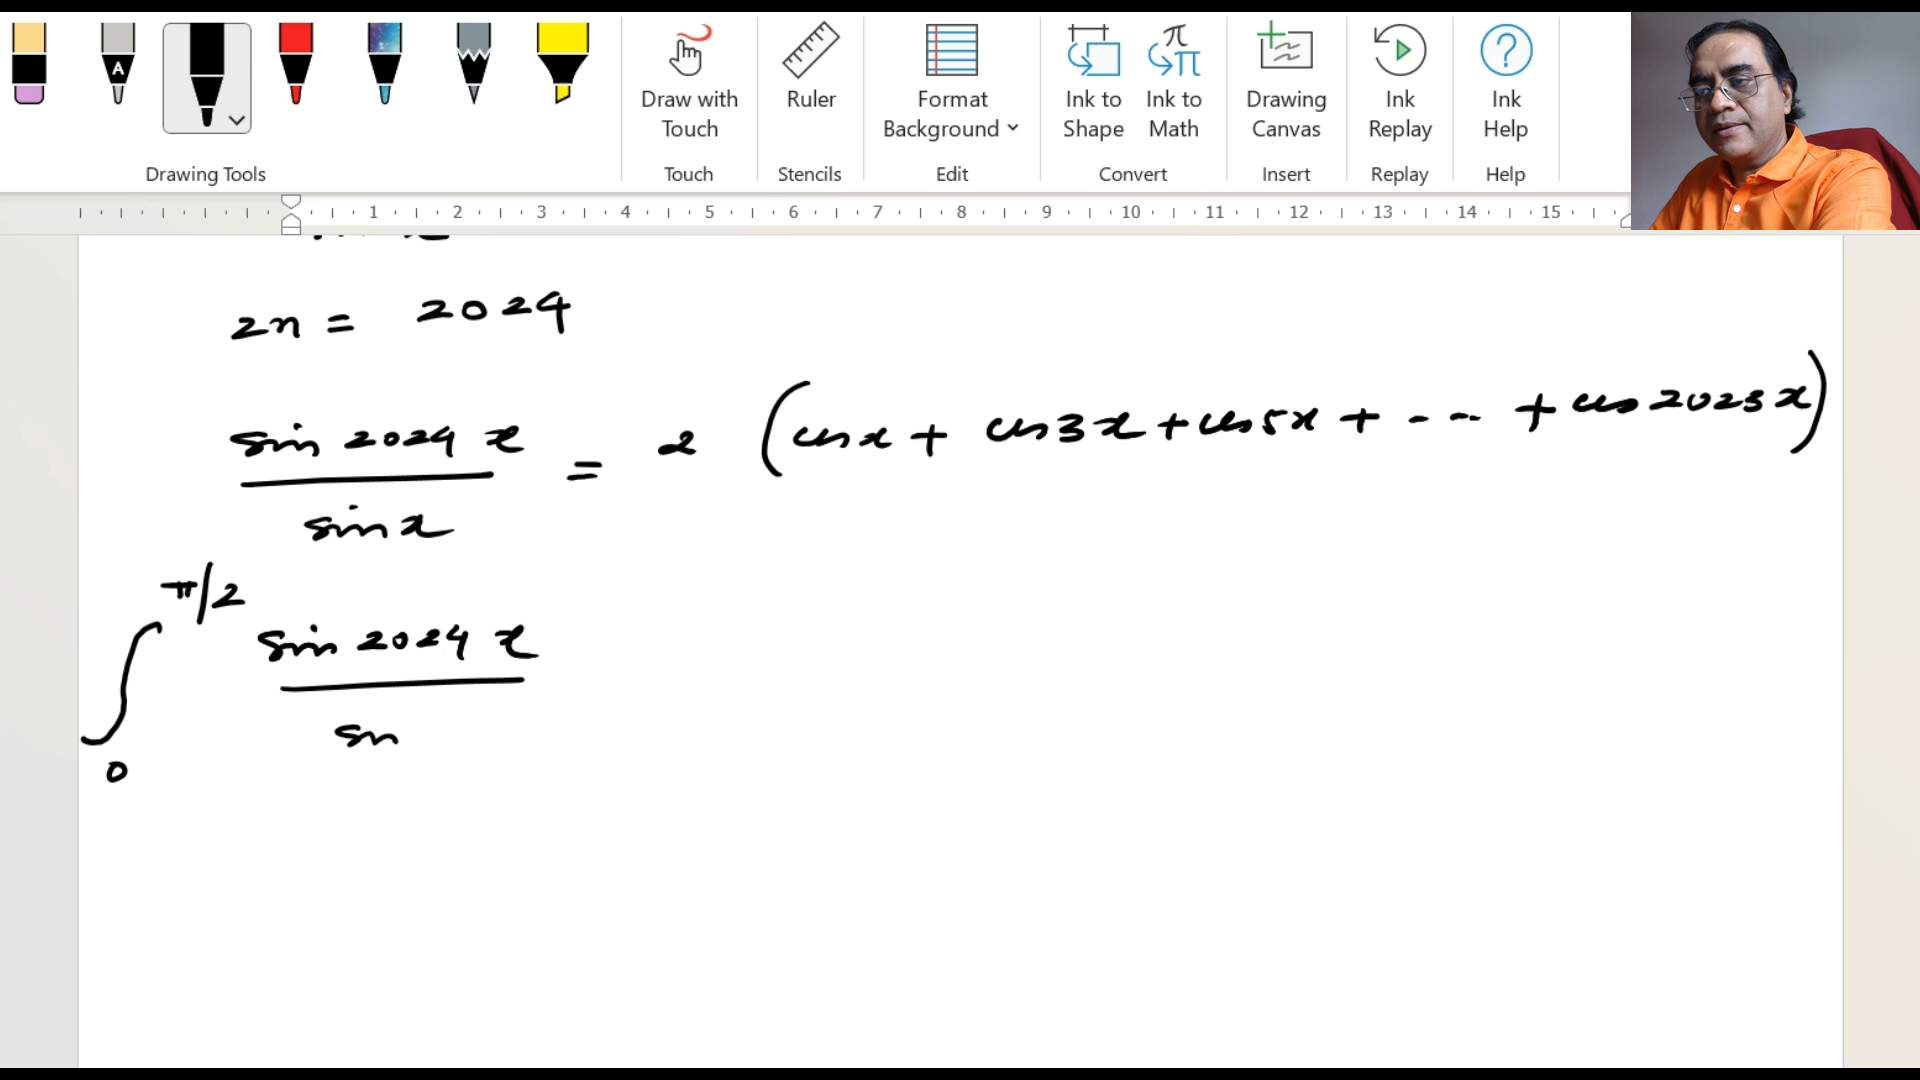 A
Draw with Touch
Ruler
Format Background
Ink to Shape
π π
Ink to Math
Drawing Canvas
Ink Replay
?
Ink Help
Drawing Tools
Touch
Stencils
Edit
Convert
Insert
Replay
Help
1 2 3 4 5 6 7 8 9 10 11 12 13 14 15
2n = 2024
sin 2024 x / sin x = 2 (cos x + cos 3x + cos 5x + - -- + cos 2023 x)
∫ 0 π/2 sin 2024 x / sn